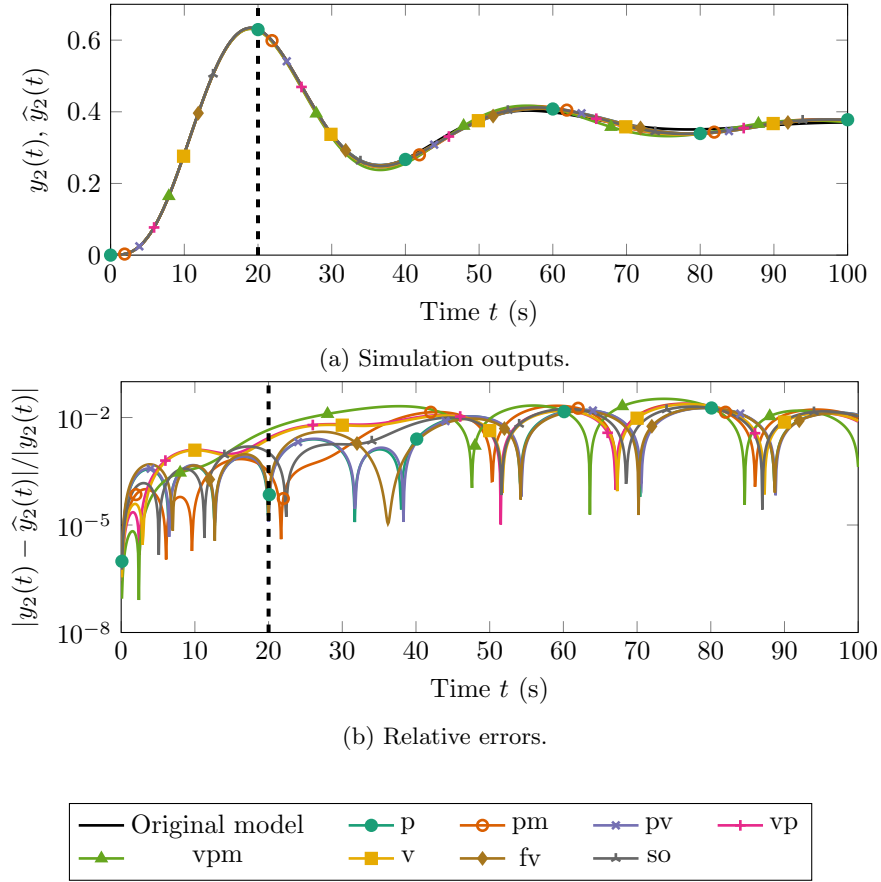 0.6
0.4
0.2
0
y₂(t), ŷ₂(t)
0 10 20 30 40 50 60 70 80 90 100
Time t (s)
(a) Simulation outputs.
10⁻²
10⁻⁵
10⁻⁸
|y₂(t) − ŷ₂(t)|/|y₂(t)|
0 10 20 30 40 50 60 70 80 90 100
Time t (s)
(b) Relative errors.
Original model p pm pv vp
vpm v fv so